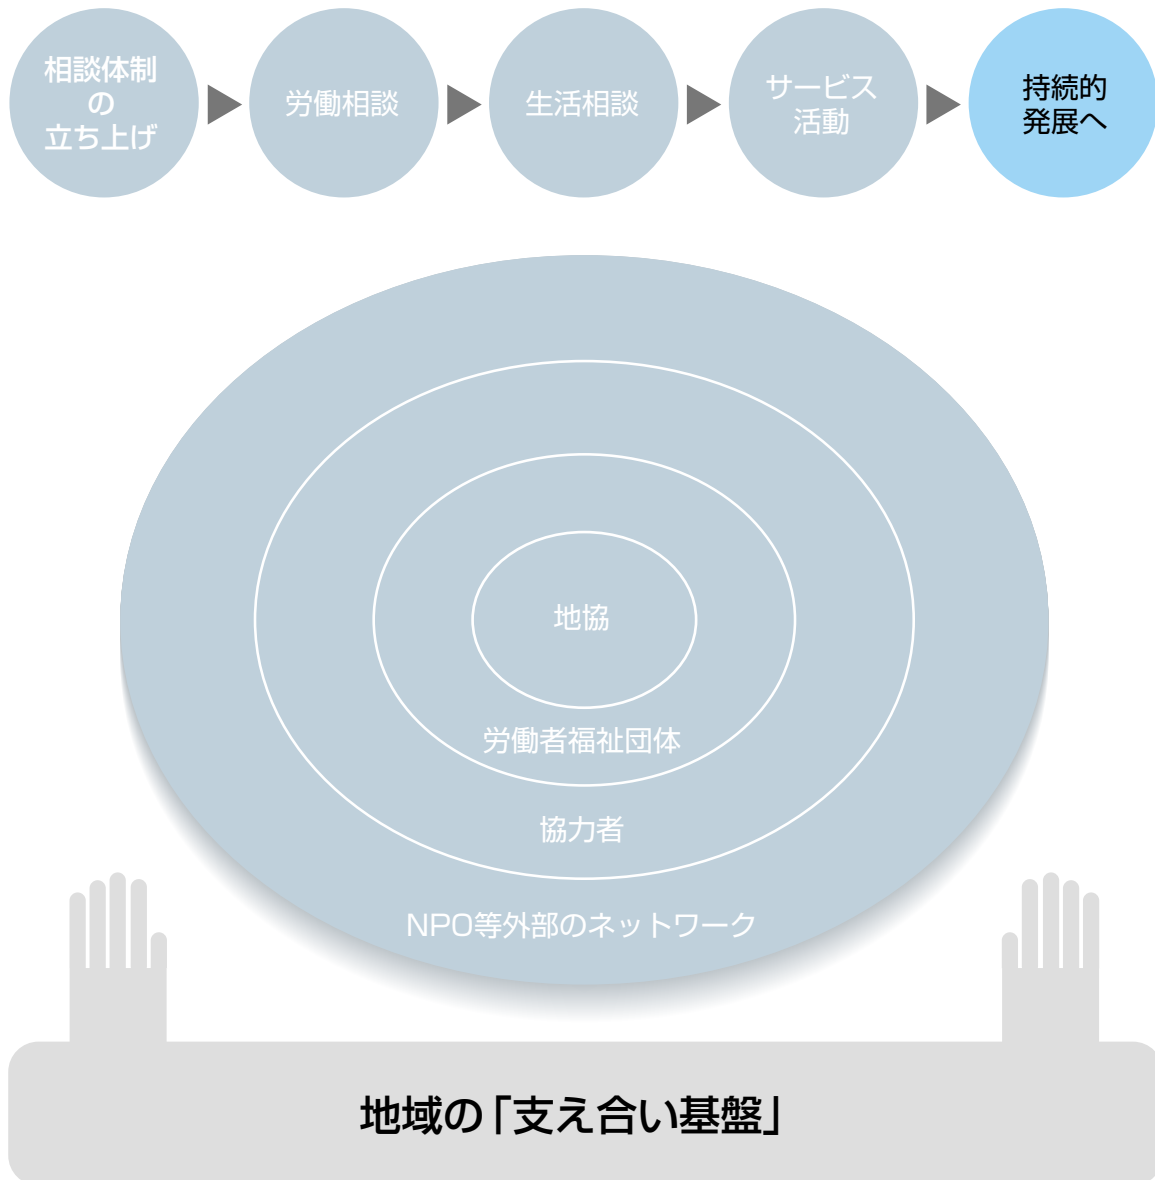 相談体制
の
立ち上げ
労働相談
生活相談
サービス
活動
持続的
発展へ
地協
労働者福祉団体
協力者
NPO等外部のネットワーク
地域の「支え合い基盤」